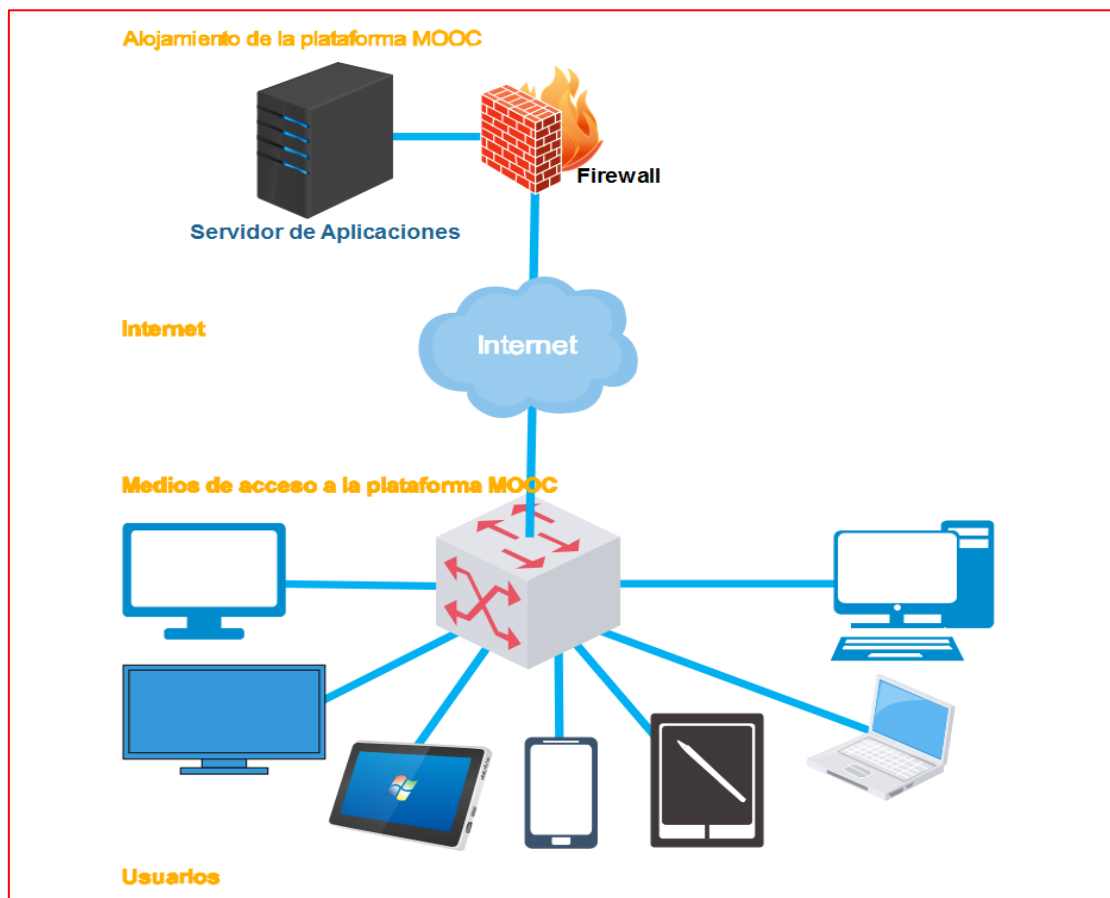 Alojamiento de la plataforma MOOC
Firewall
Servidor de Aplicaciones
Internet
Internet
Medios de acceso a la plataforma MOOC
Usuarios